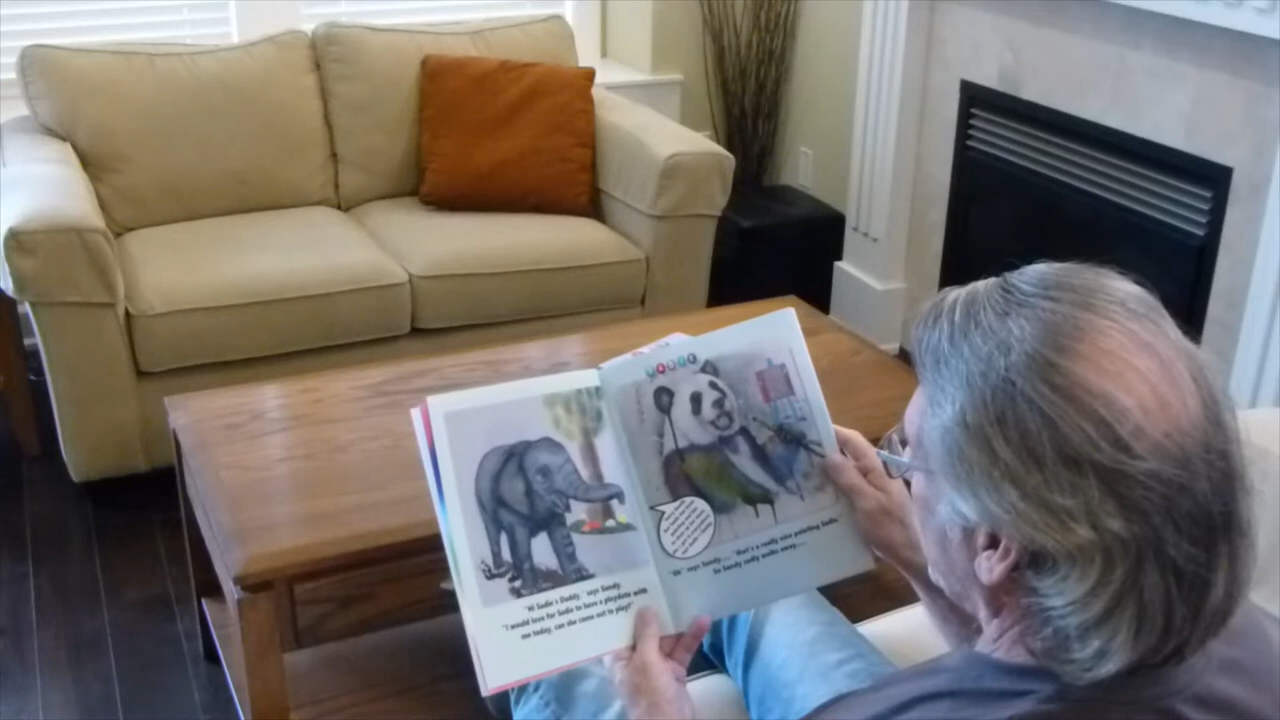 "Hi Sadie s Daddy," says Sandy.
"I would love for Sadie to have a playdate with
me today, can she come out to play?"
"Oh" says Sandy.... "that's a really nice painting Sadie
So Sandy sadly walks away....